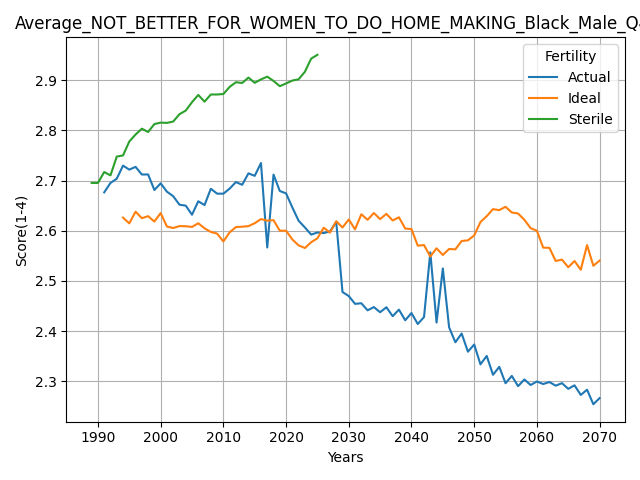 Average_NOT_BETTER_FOR_WOMEN_TO_DO_HOME_MAKING_Black_Male_Q4
Fertility
Actual
Ideal
Sterile
Score(1-4)
2.9
2.8
2.7
2.6
2.5
2.4
2.3
1990 2000 2010 2020 2030 2040 2050 2060 2070
Years